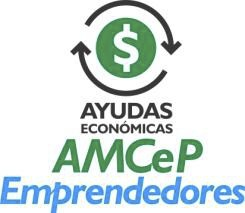 $
AYUDAS
ECONÓMICAS
AMCeP
Emprendedores